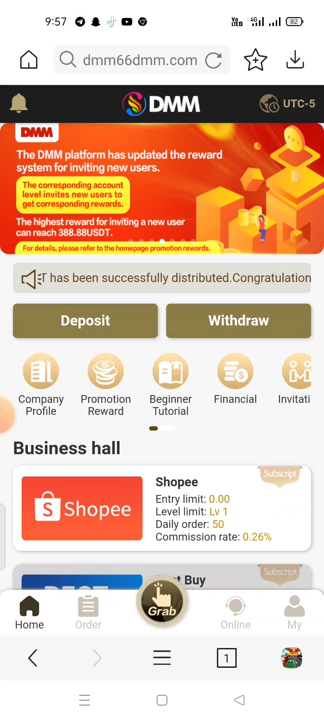 9:57
Vo
4G
82
dmm66dmm.com
DMM
UTC-5
DMM
The DMM platform has updated the reward
system for inviting new users.
The corresponding account
level invites new users to
get corresponding rewards.
The highest reward for inviting a new user
can reach 388.88USDT.
For details, please refer to the homepage promotion rewards.
T has been successfully distributed.Congratulation
Deposit
Withdraw
Company
Profile
Promotion
Reward
Beginner
Tutorial
Financial
Invitati
Business hall
Subscript
Shopee
Shopee
Entry limit: 0.00
Level limit: Lv 1
Daily order: 50
Commission rate: 0.26%
Subscript
Buy
Grab
Home
Order
Online
My
1